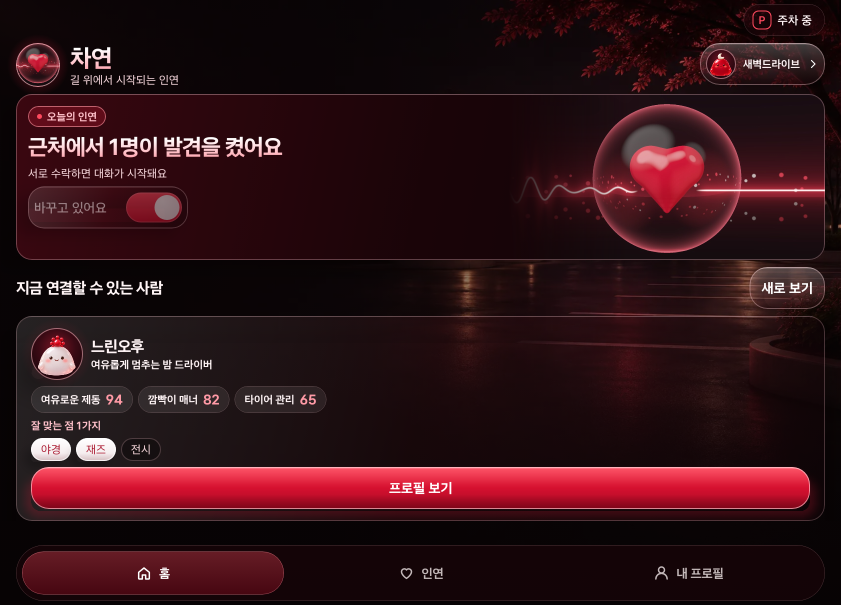 P 주차 중
차연
길 위에서 시작되는 인연
새벽드라이브
오늘의 인연
근처에서 1명이 발견을 켰어요
서로 수락하면 대화가 시작돼요
바꾸고 있어요
지금 연결할 수 있는 사람
새로 보기
느린오후
여유롭게 멈추는 밤 드라이버
여유로운 제동 94 깜빡이 매너 82 타이어 관리 65
잘 맞는 점 1가지
야경 재즈 전시
프로필 보기
홈 인연 내 프로필